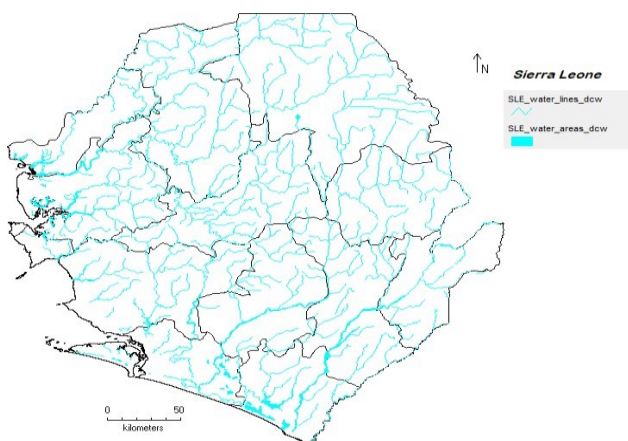 N
Sierra Leone
SLE_water_lines_dcw
SLE_water_areas_dcw
0 50
kilometers